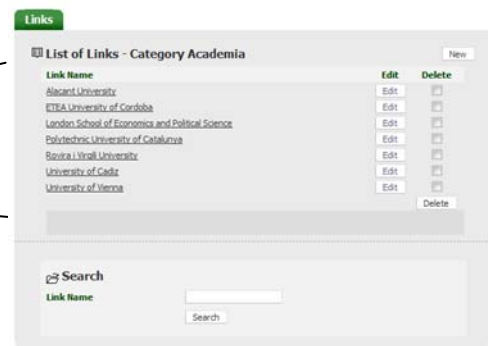 Links
List of Links - Category Academia New
Link Name Edit Delete
Alacant University Edit
ETEA University of Cordoba Edit
London School of Economics and Political Science Edit
Polytechnic University of Catalunya Edit
Rovira i Virgili University Edit
University of Cadiz Edit
University of Vienna Edit
Delete
Search
Link Name
Search